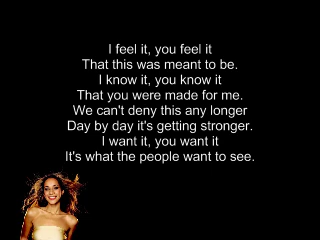 I feel it, you feel it
That this was meant to be.
I know it, you know it
That you were made for me.
We can't deny this any longer
Day by day it's getting stronger.
I want it, you want it
It's what the people want to see.